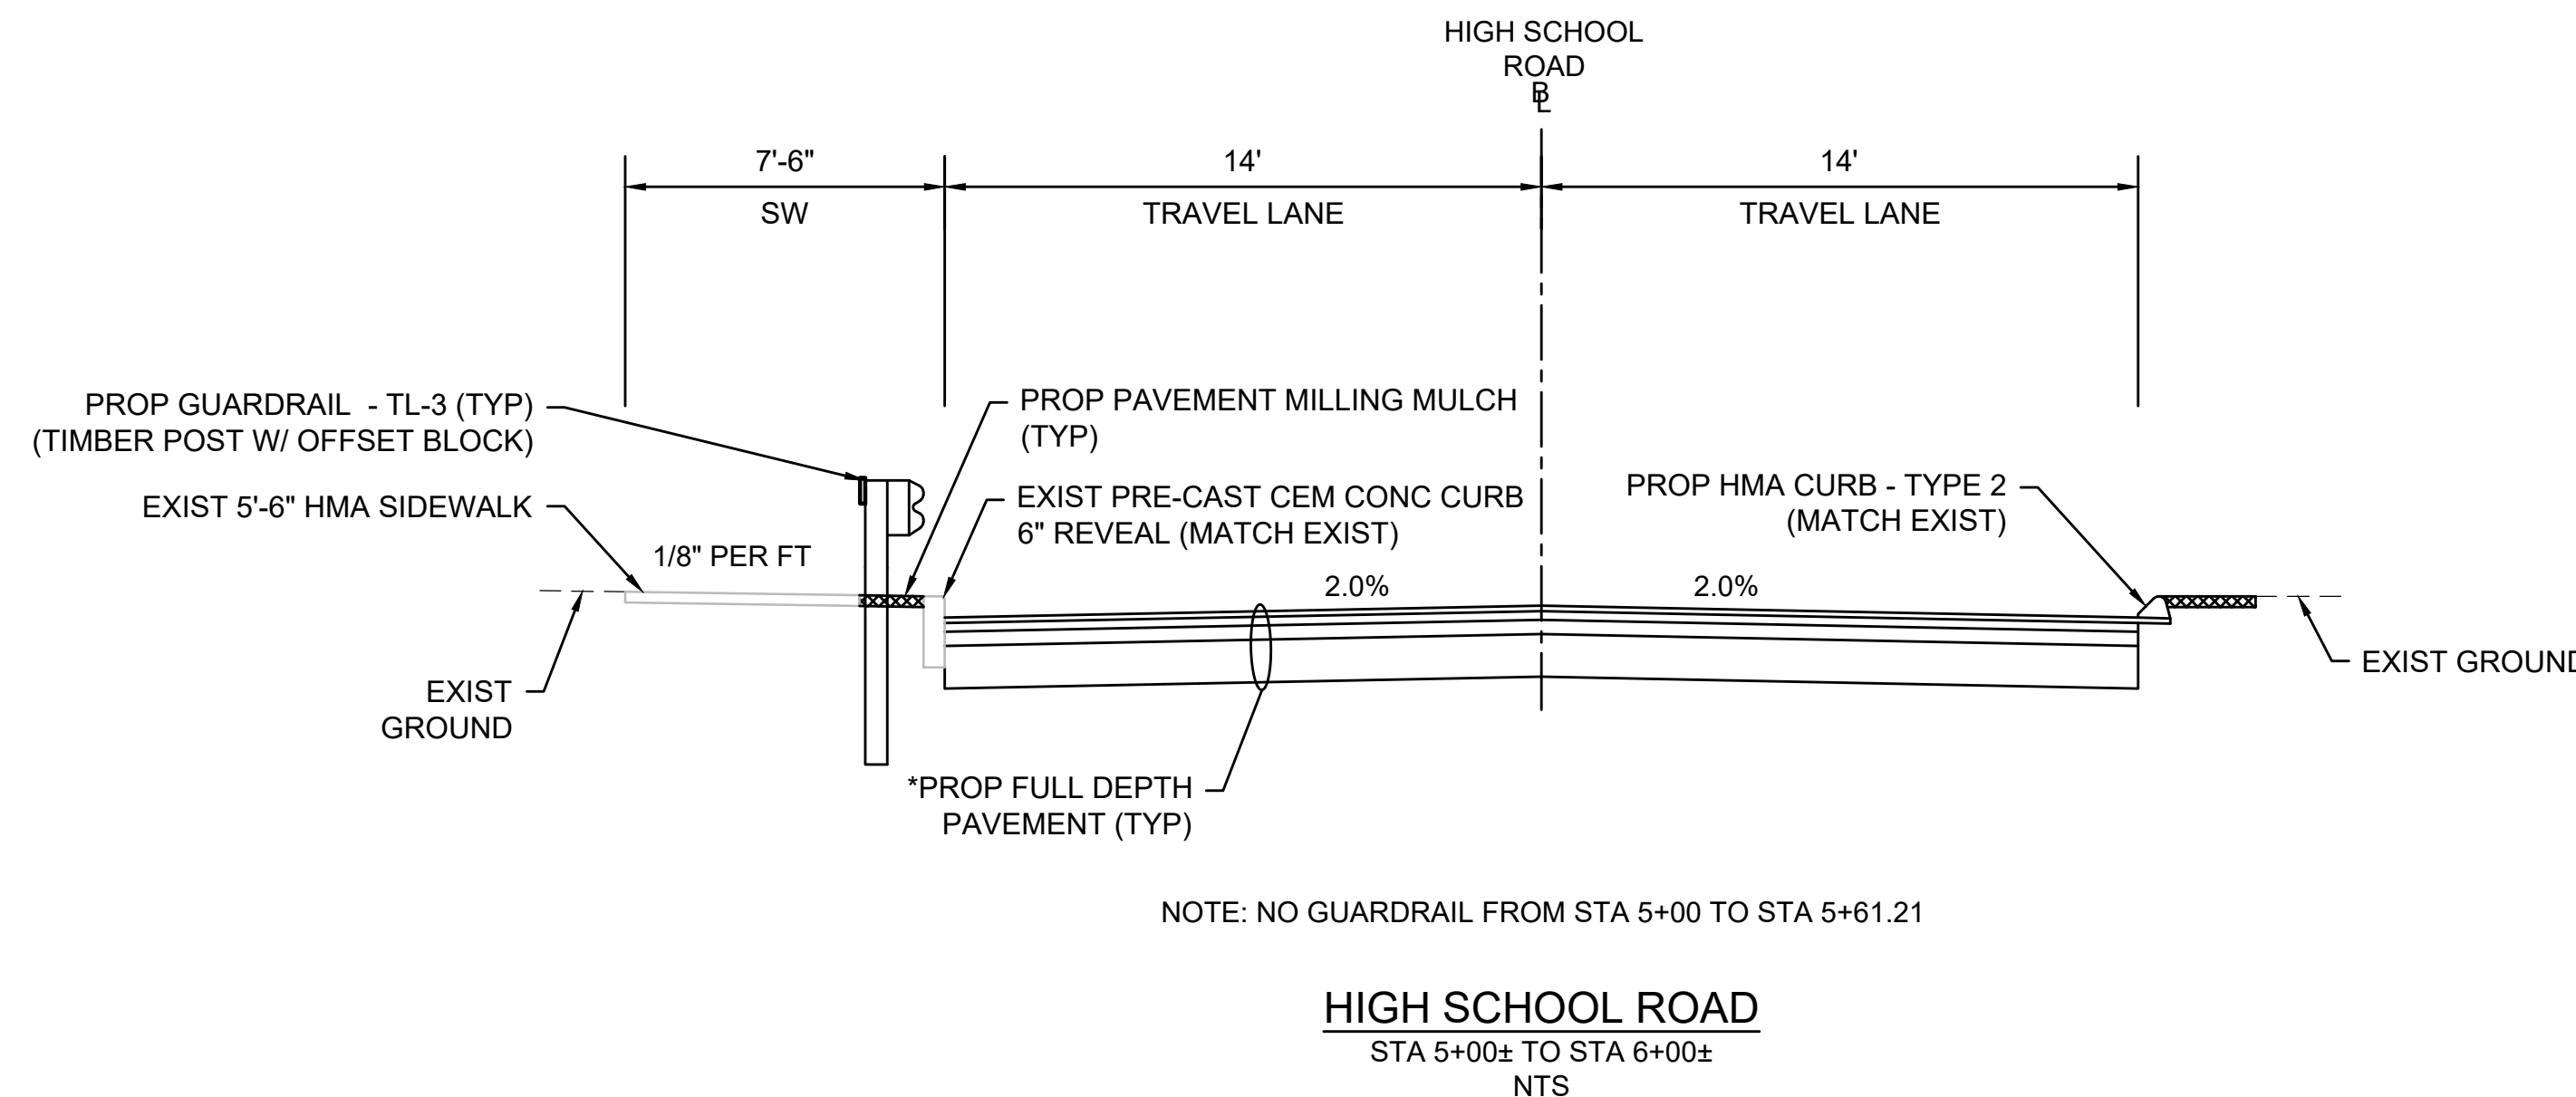 HIGH SCHOOL
ROAD
BL
7'-6"
14'
14'
SW
TRAVEL LANE
TRAVEL LANE
PROP GUARDRAIL - TL-3 (TYP)
(TIMBER POST W/ OFFSET BLOCK)
PROP PAVEMENT MILLING MULCH
(TYP)
EXIST 5'-6" HMA SIDEWALK
EXIST PRE-CAST CEM CONC CURB
6" REVEAL (MATCH EXIST)
PROP HMA CURB - TYPE 2
(MATCH EXIST)
1/8" PER FT
2.0%
2.0%
EXIST
GROUND
EXIST GROUND
*PROP FULL DEPTH
PAVEMENT (TYP)
NOTE: NO GUARDRAIL FROM STA 5+00 TO STA 5+61.21
HIGH SCHOOL ROAD
STA 5+00± TO STA 6+00±
NTS